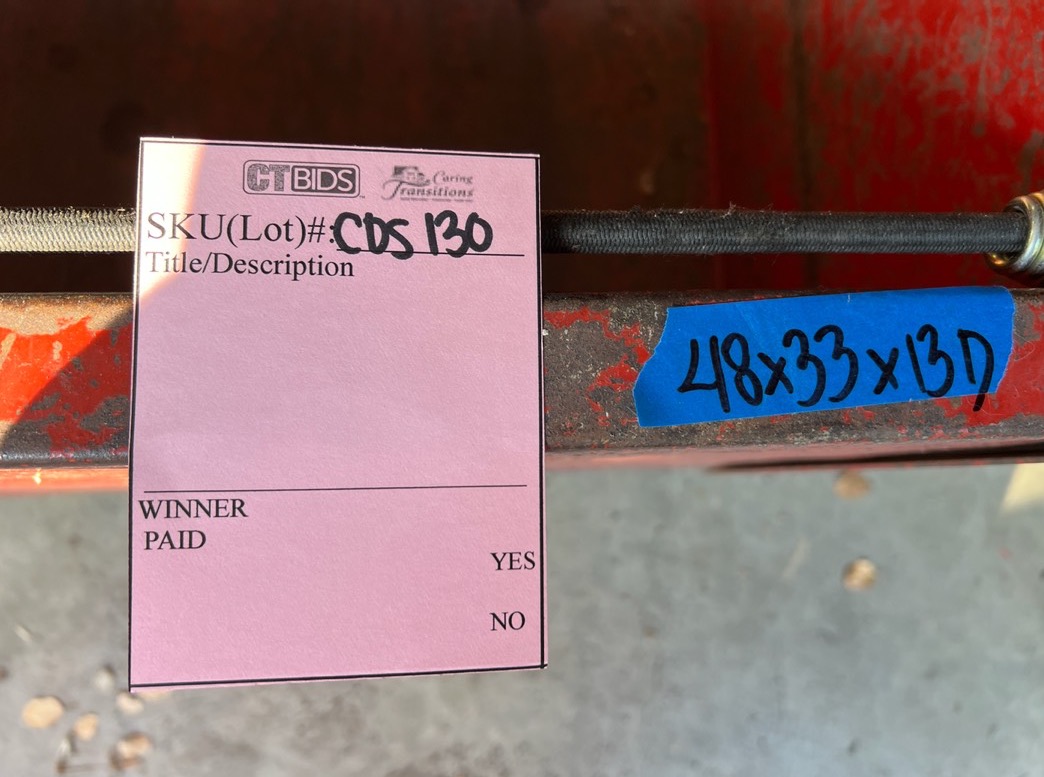 CTBIDS
Caring
Transitions
SKU(Lot)#:CDS 130
Title/Description
48x33x13D
WINNER
PAID
YES
NO